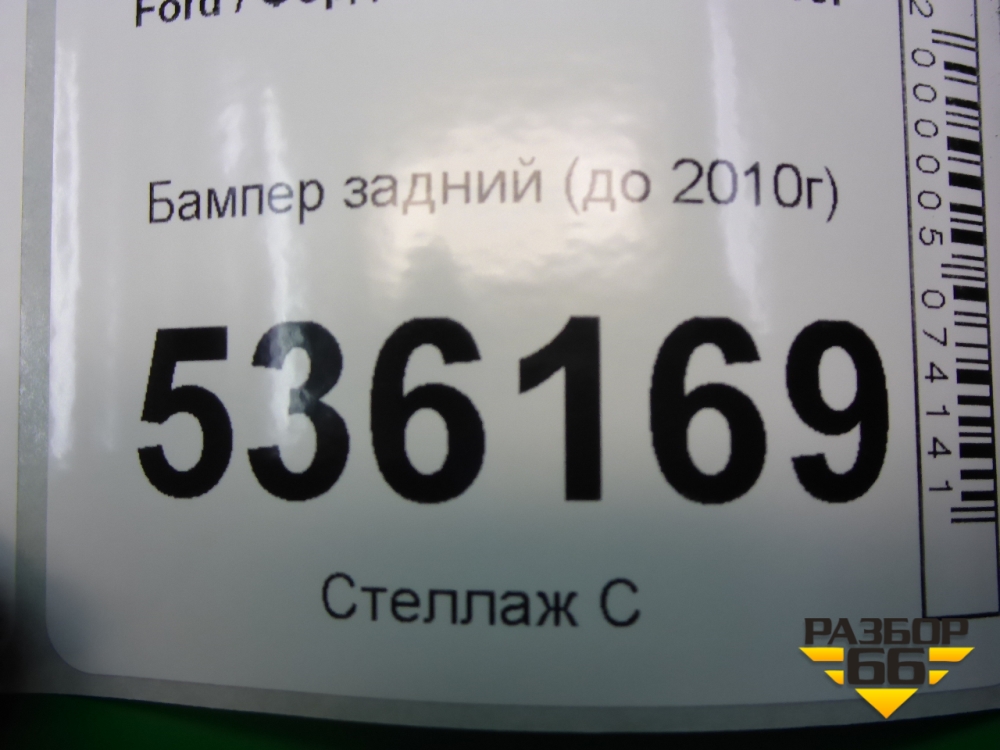 Ford /
Бампер задний (до 2010г)
536169
Стеллаж С
2000005074141
РАЗБОР
66